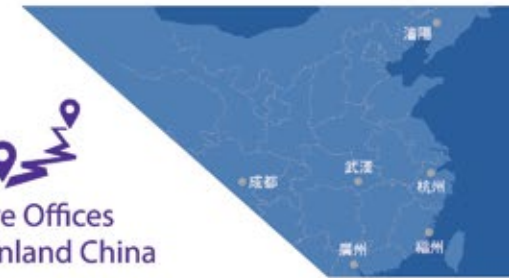 瀋陽
成都
武漢
杭州
廣州
福州
e Offices
nland China